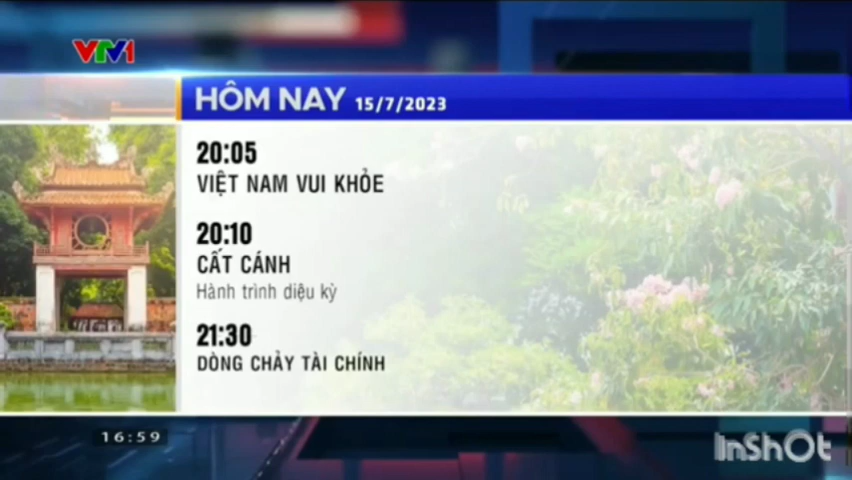 VTV1
HÔM NAY 15/7/2023
20:05
VIỆT NAM VUI KHỎE
20:10
CẤT CÁNH
Hành trình diệu kỳ
21:30
DÒNG CHẢY TÀI CHÍNH
16:59
InShOt